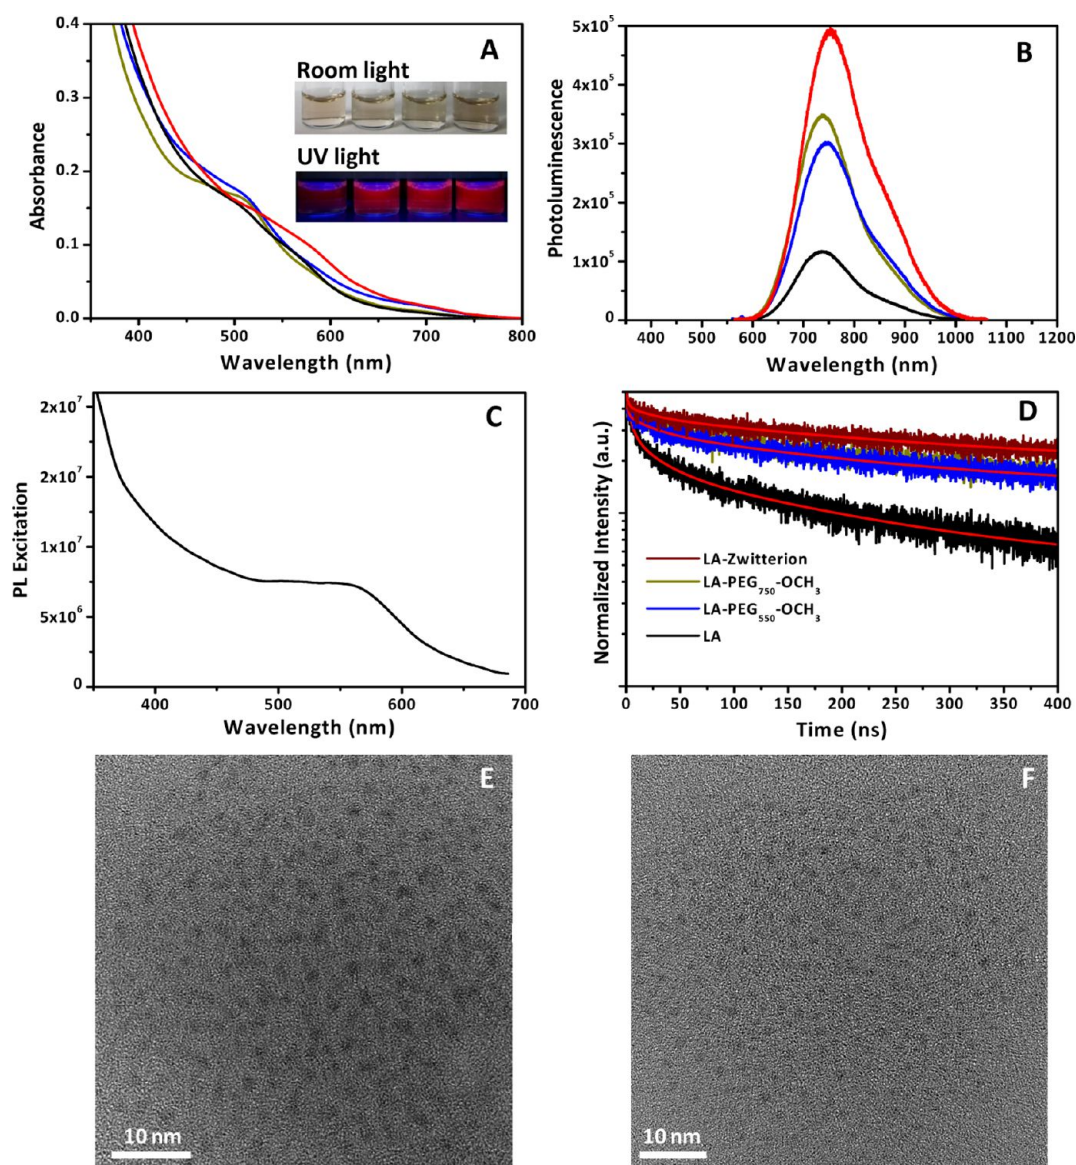 A
Room light
UV light
Absorbance
0.4
0.3
0.2
0.1
0.0
400 500 600 700 800
Wavelength (nm)
B
Photoluminescence
5x10⁵
4x10⁵
3x10⁵
2x10⁵
1x10⁵
0
400 500 600 700 800 900 1000 1100 1200
Wavelength (nm)
C
PL Excitation
2x10⁷
2x10⁷
1x10⁷
5x10⁶
0
400 500 600 700
Wavelength (nm)
D
Normalized Intensity (a.u.)
LA-Zwitterion
LA-PEG₇₅₀-OCH₃
LA-PEG₅₅₀-OCH₃
LA
0 50 100 150 200 250 300 350 400
Time (ns)
E
10 nm
F
10 nm